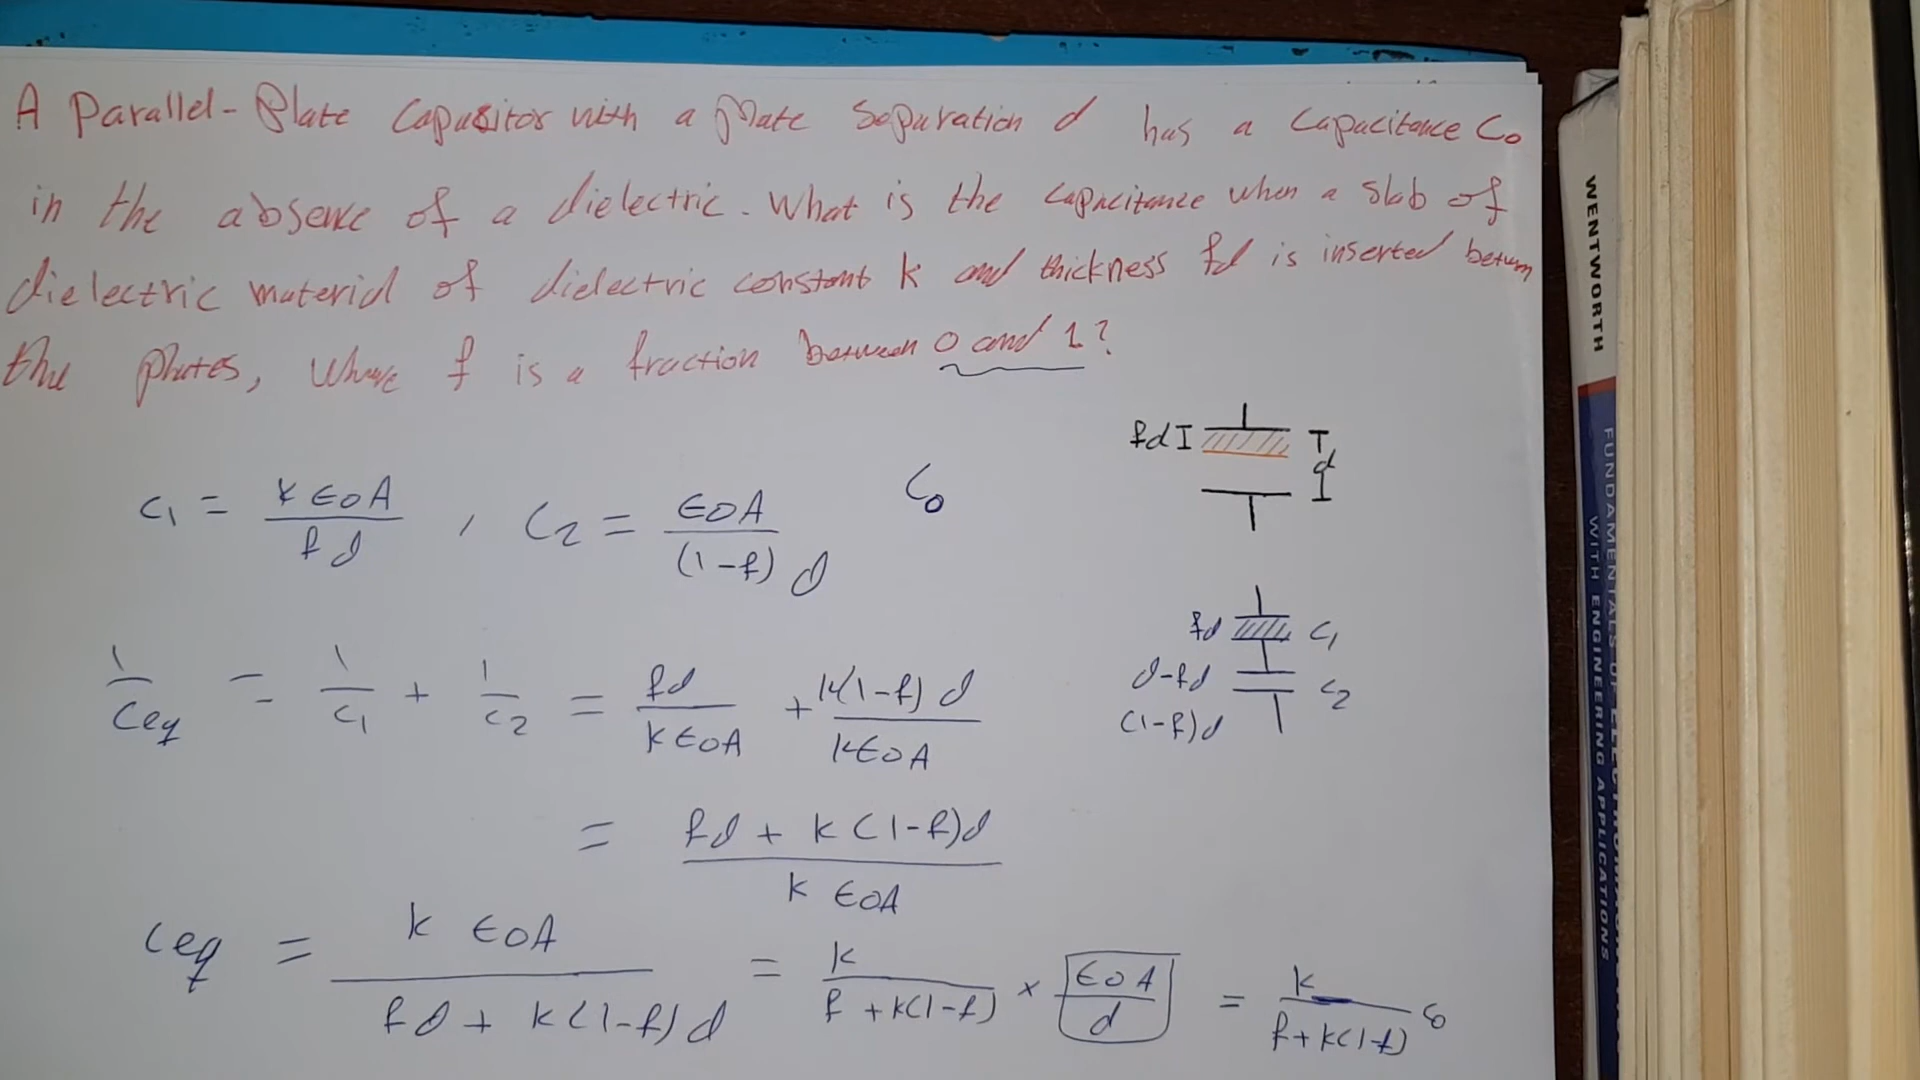 A Parallel-Plate Capacitor with a plate Separation d has a Capacitance C₀
in the absence of a dielectric. What is the capacitance when a slab of
dielectric material of dielectric constant k and thickness fd is inserted between
the plates, where f is a fraction between 0 and 1?
fd I d
C₁ = kϵ₀A / fd , C₂ = ϵ₀A / (1-f)d C₀
fd C₁
d-fd C₂
(1-f)d
1/Ceq = 1/C₁ + 1/C₂ = fd / kϵ₀A + k(1-f)d / kϵ₀A
= fd + k(1-f)d / kϵ₀A
Ceq = kϵ₀A / fd + k(1-f)d = k / f + k(1-f) × ϵ₀A / d = k / f + k(1-f) C₀
WENTWORTH
FUNDAMENTALS OF
WITH ENGINEERING APPLICATIONS